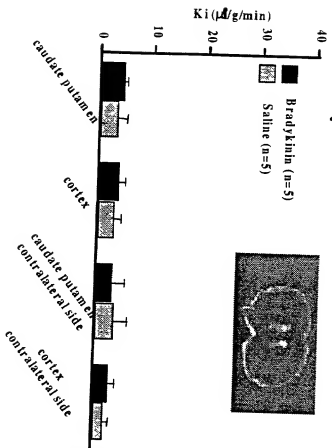 Ki (µl/g/min)
40
30
20
10
0
Bradykinin (n=5)
Saline (n=5)
caudate putamen
cortex
caudate putamen
contralateral side
cortex
contralateral side